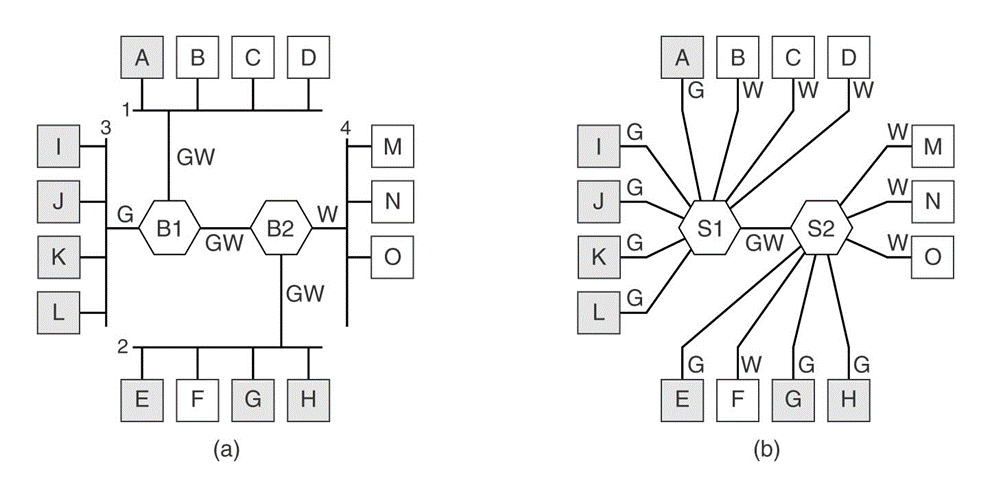 A B C D
1
3
4
I
M
GW
J
N
G
B1
GW
B2
W
K
O
GW
L
2
E F G H
(a)
A B C D
G W W W
I G
W M
J G
W N
S1
GW
S2
K G
W O
L G
G W G G
E F G H
(b)